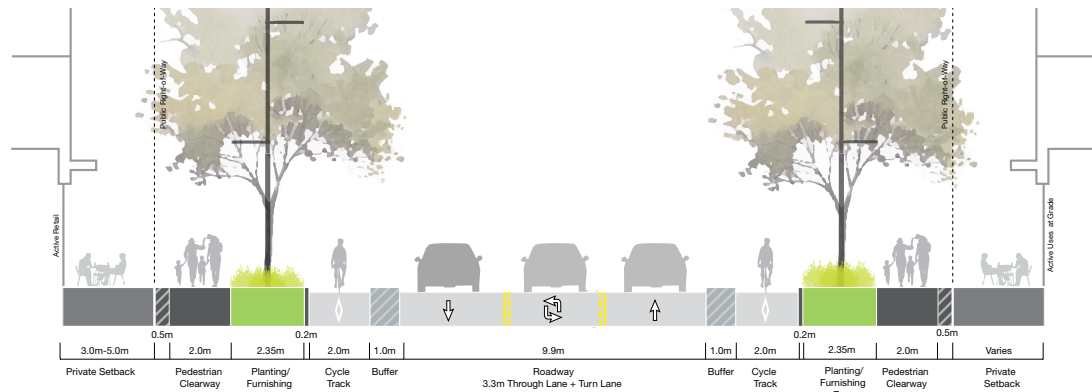 Public Right-of-Way
Public Right-of-Way
Active Retail
Active Uses at Grade
0.5m
0.2m
0.2m
0.5m
3.0m-5.0m
2.0m
2.35m
2.0m
1.0m
9.9m
1.0m
2.0m
2.35m
2.0m
Varies
Private Setback
Pedestrian
Clearway
Planting/
Furnishing
Cycle
Track
Buffer
Roadway
3.3m Through Lane + Turn Lane
Buffer
Cycle
Track
Planting/
Furnishing
Pedestrian
Clearway
Private
Setback